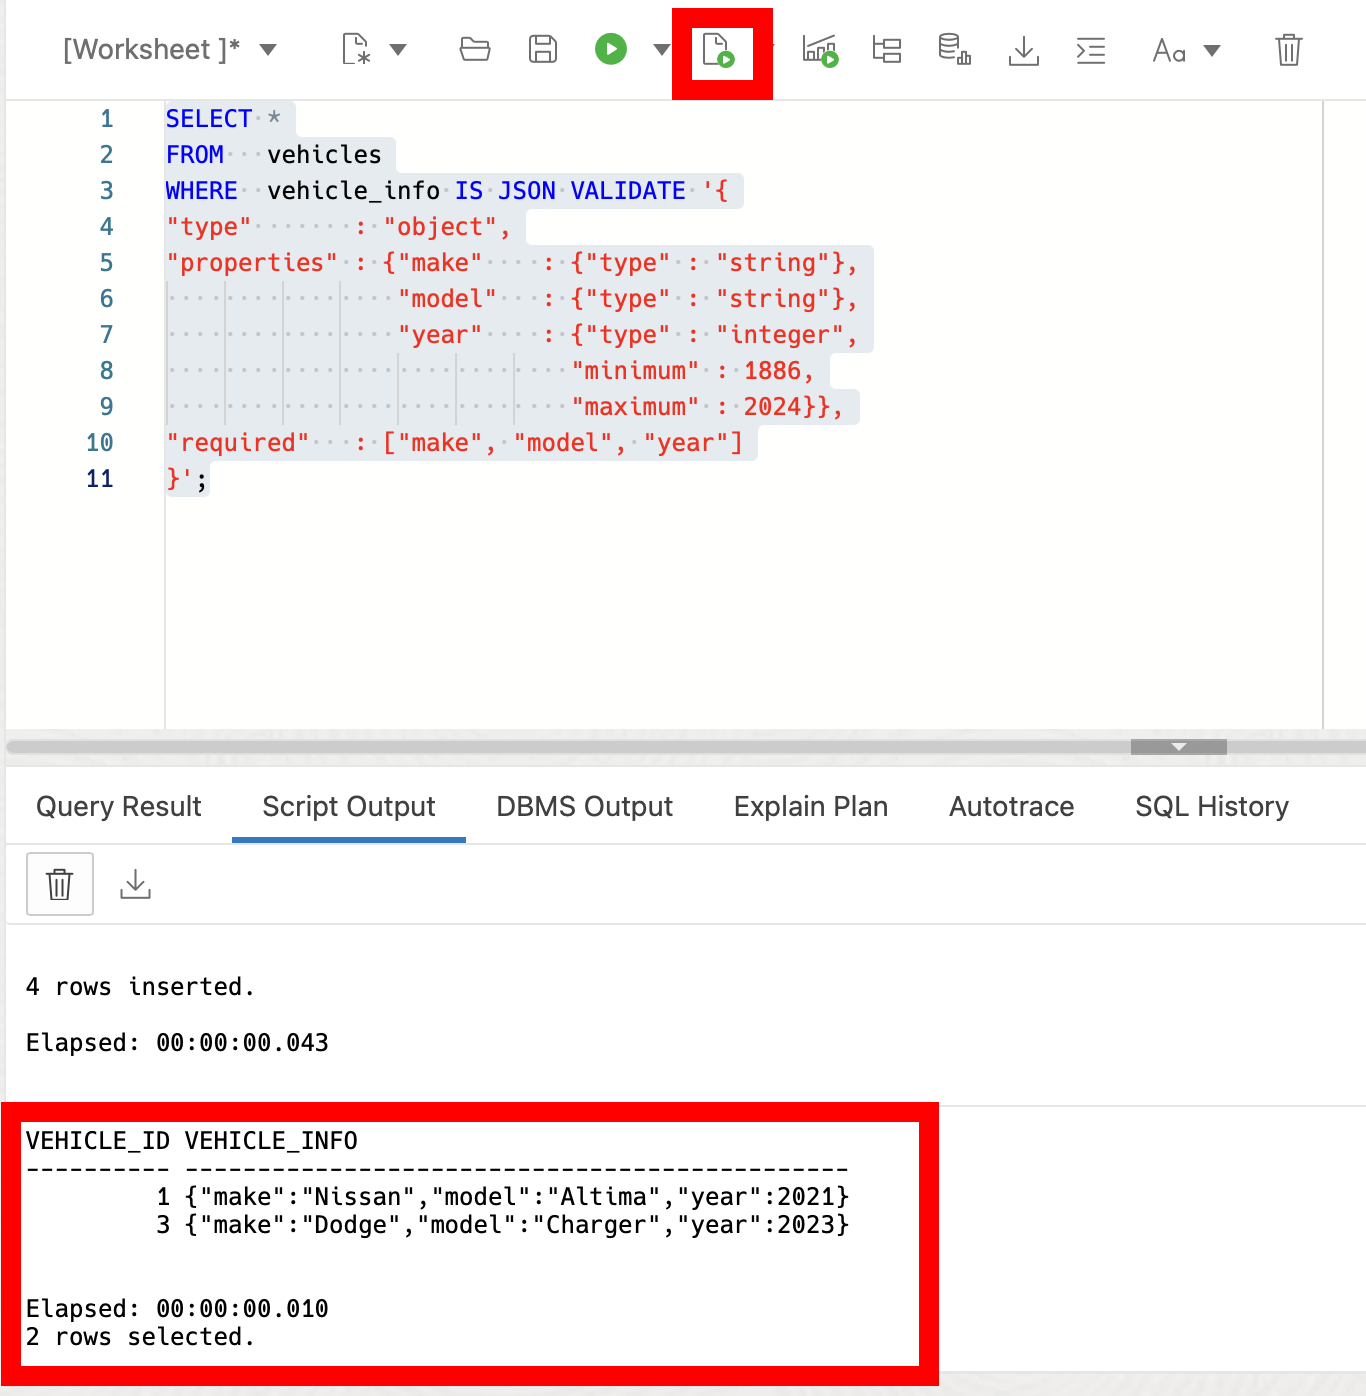 [Worksheet ]*
Aa
1 SELECT *
2 FROM   vehicles
3 WHERE  vehicle_info IS JSON VALIDATE '{
4 "type"       : "object",
5 "properties" : {"make"    : {"type" : "string"},
6                 "model"   : {"type" : "string"},
7                 "year"    : {"type" : "integer",
8                             "minimum" : 1886,
9                             "maximum" : 2024}},
10 "required"   : ["make", "model", "year"]
11 }';
Query Result Script Output DBMS Output Explain Plan Autotrace SQL History
4 rows inserted.
Elapsed: 00:00:00.043
VEHICLE_ID VEHICLE_INFO
---------- ----------------------------------------------
1 {"make":"Nissan","model":"Altima","year":2021}
3 {"make":"Dodge","model":"Charger","year":2023}
Elapsed: 00:00:00.010
2 rows selected.